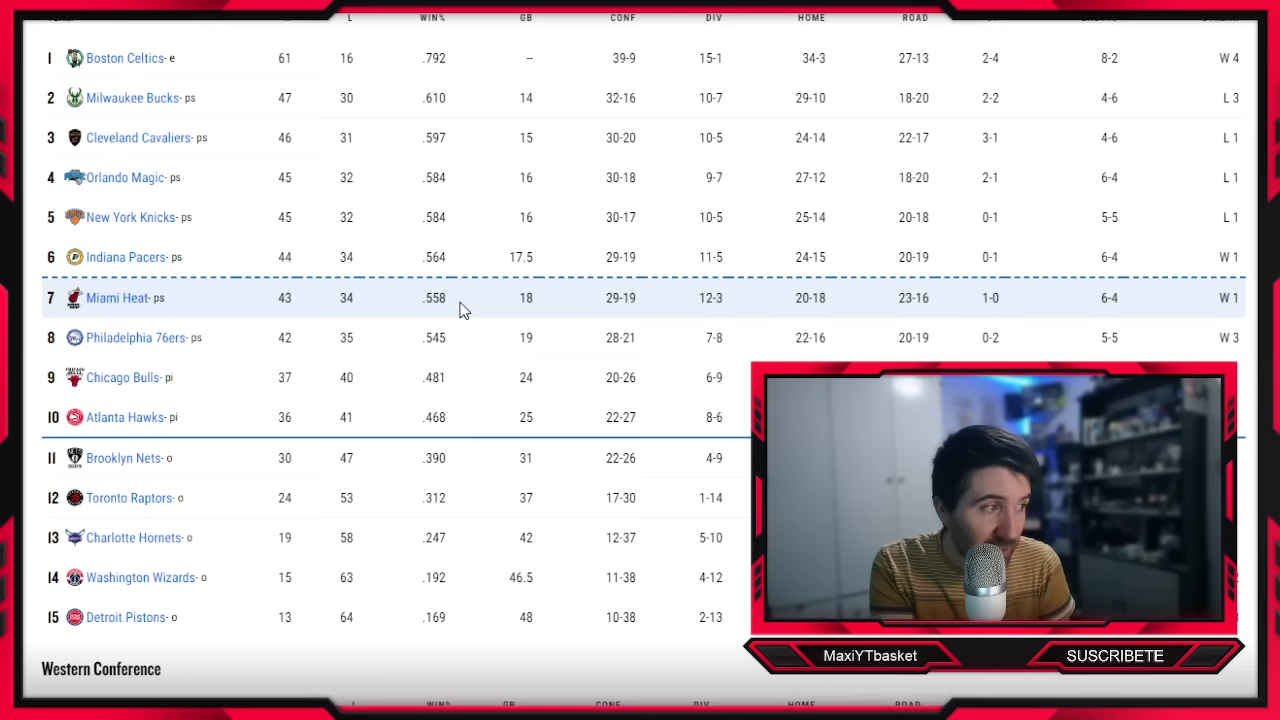 L WIN% GB CONF DIV HOME ROAD
1 Boston Celtics- e 61 16 .792 -- 39-9 15-1 34-3 27-13 2-4 8-2 W 4
2 Milwaukee Bucks- ps 47 30 .610 14 32-16 10-7 29-10 18-20 2-2 4-6 L 3
3 Cleveland Cavaliers- ps 46 31 .597 15 30-20 10-5 24-14 22-17 3-1 4-6 L 1
4 Orlando Magic- ps 45 32 .584 16 30-18 9-7 27-12 18-20 2-1 6-4 L 1
5 New York Knicks- ps 45 32 .584 16 30-17 10-5 25-14 20-18 0-1 5-5 L 1
6 Indiana Pacers- ps 44 34 .564 17.5 29-19 11-5 24-15 20-19 0-1 6-4 W 1
7 Miami Heat- ps 43 34 .558 18 29-19 12-3 20-18 23-16 1-0 6-4 W 1
8 Philadelphia 76ers- ps 42 35 .545 19 28-21 7-8 22-16 20-19 0-2 5-5 W 3
9 Chicago Bulls- pi 37 40 .481 24 20-26 6-9
10 Atlanta Hawks- pi 36 41 .468 25 22-27 8-6
11 Brooklyn Nets- o 30 47 .390 31 22-26 4-9
12 Toronto Raptors- o 24 53 .312 37 17-30 1-14
13 Charlotte Hornets- o 19 58 .247 42 12-37 5-10
14 Washington Wizards- o 15 63 .192 46.5 11-38 4-12
15 Detroit Pistons- o 13 64 .169 48 10-38 2-13
MaxiYTbasket SUSCRIBETE
Western Conference
L WIN% GB CONF DIV HOME ROAD